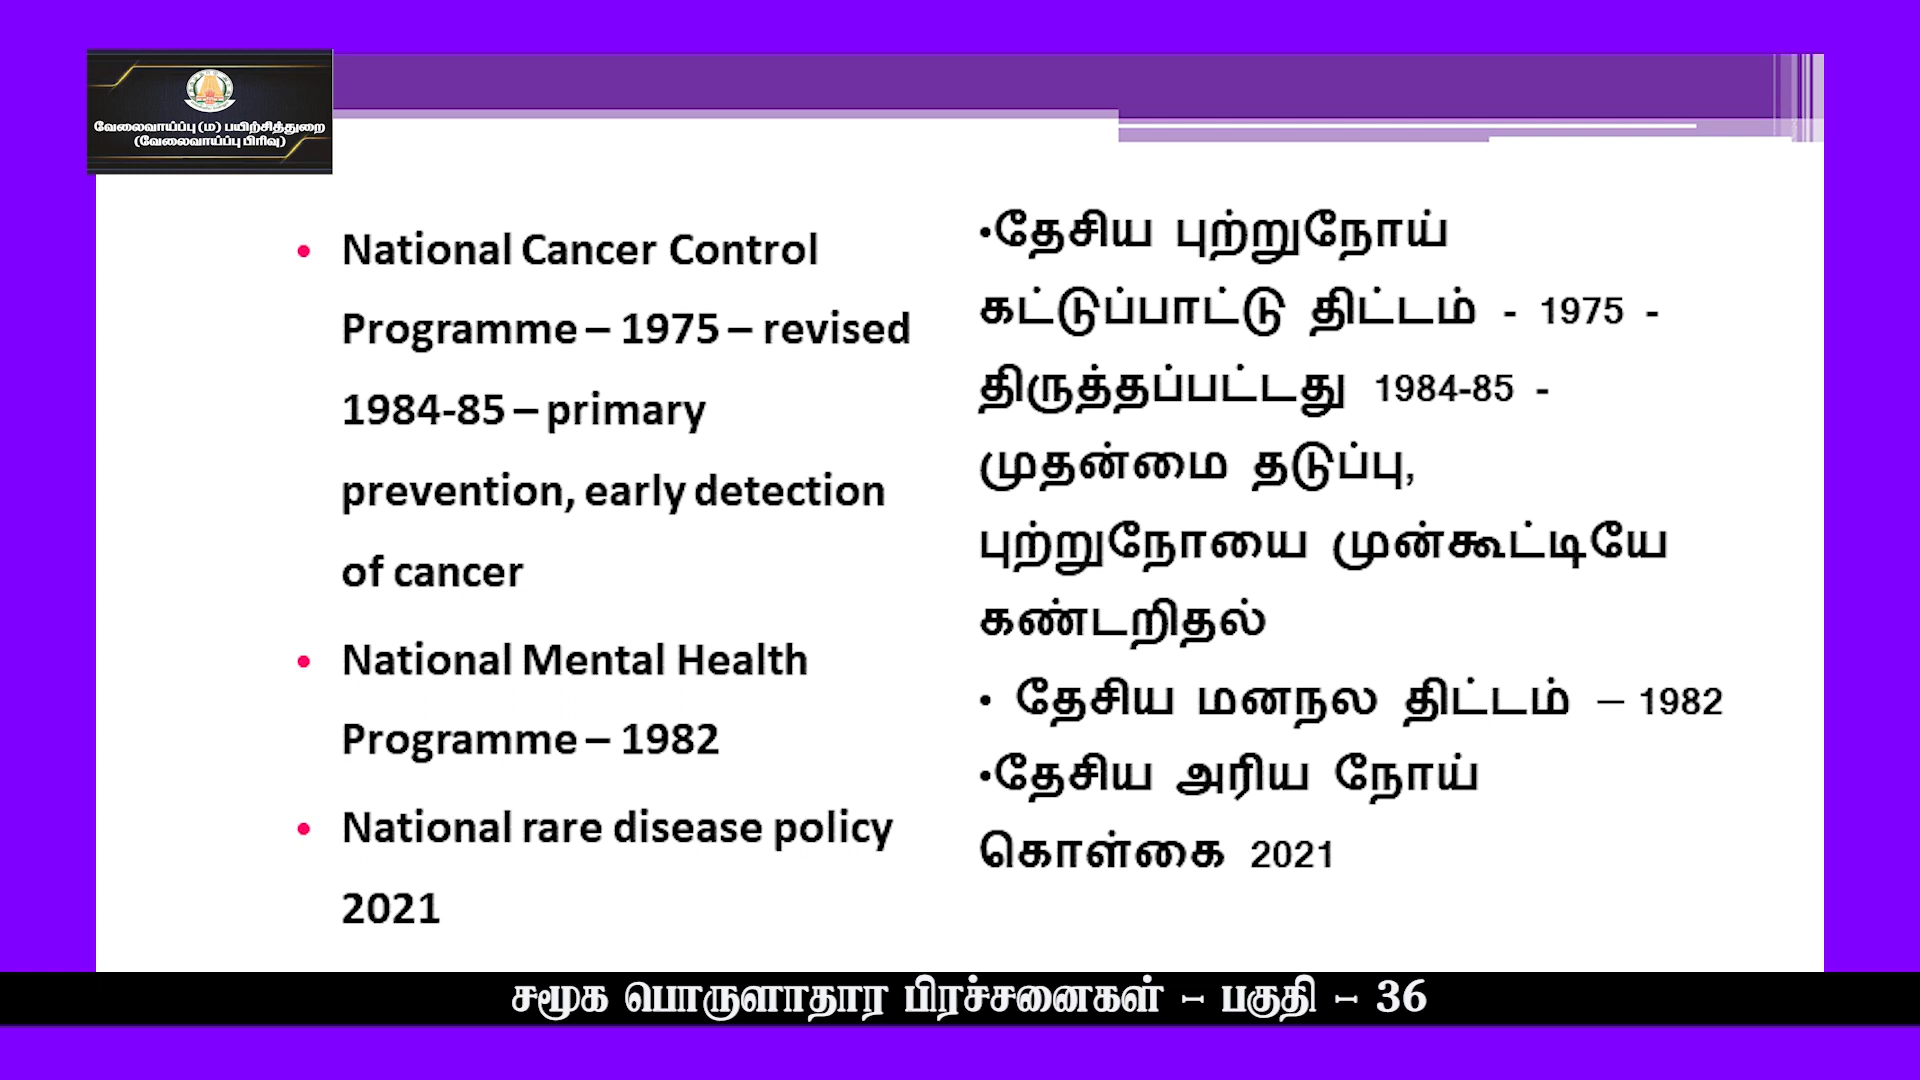 வேலைவாய்ப்பு (ம) பயிற்சித்துறை
(வேலைவாய்ப்பு பிரிவு)
• National Cancer Control
Programme – 1975 – revised
1984-85 – primary
prevention, early detection
of cancer
• National Mental Health
Programme – 1982
• National rare disease policy
2021
•தேசிய புற்றுநோய்
கட்டுப்பாட்டு திட்டம் - 1975 -
திருத்தப்பட்டது 1984-85 -
முதன்மை தடுப்பு,
புற்றுநோயை முன்கூட்டியே
கண்டறிதல்
• தேசிய மனநல திட்டம் – 1982
•தேசிய அரிய நோய்
கொள்கை 2021
சமூக பொருளாதார பிரச்சனைகள் – பகுதி – 36